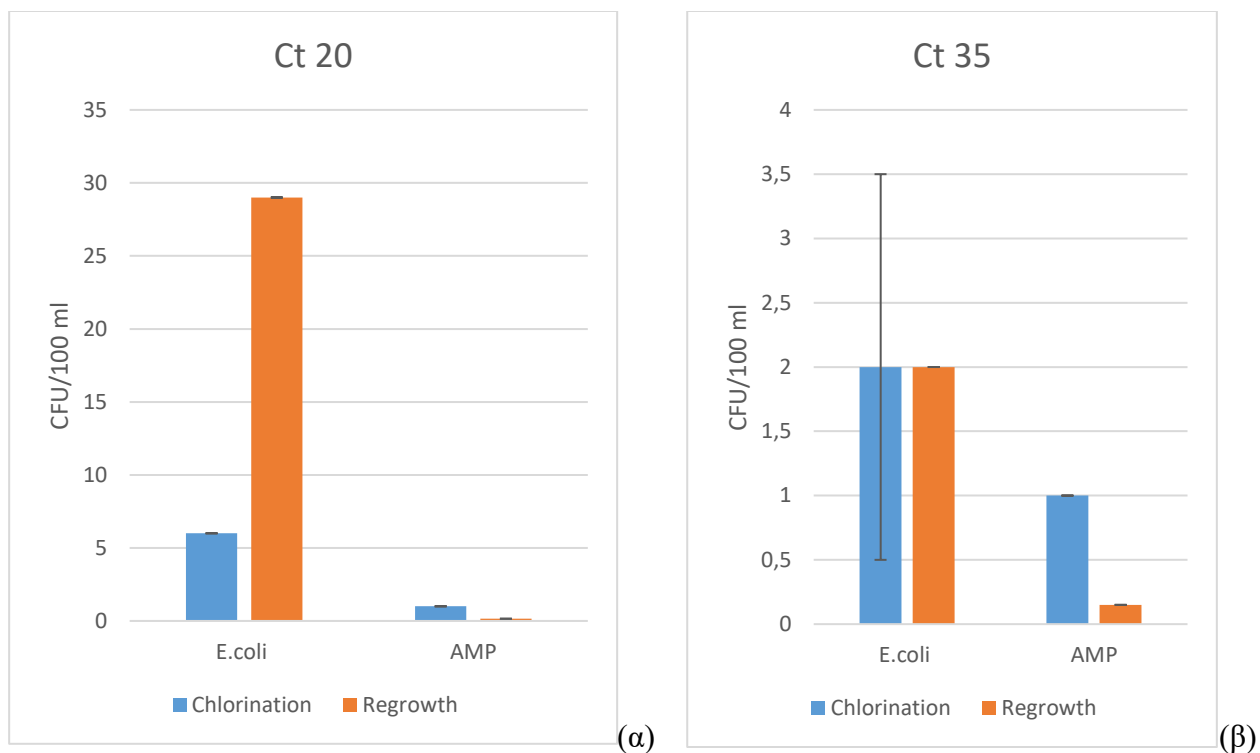 Ct 20
35
30
25
20
15
10
5
0
CFU/100 ml
E.coli AMP
Chlorination Regrowth
(α)
Ct 35
4
3,5
3
2,5
2
1,5
1
0,5
0
CFU/100 ml
E.coli AMP
Chlorination Regrowth
(β)